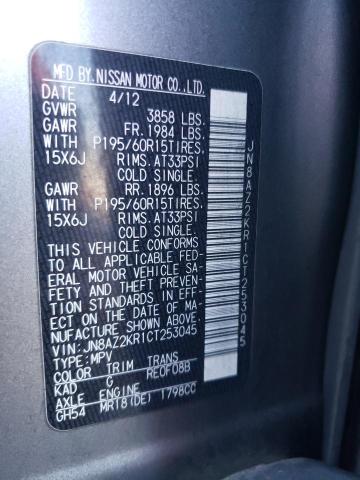 MFD BY.NISSAN MOTOR CO.,LTD.
DATE 4/12
GVWR 3858 LBS.
GAWR FR. 1984 LBS.
WITH P195/60R15TIRES.
15X6J RIMS.AT33PSI
COLD SINGLE.
GAWR RR. 1896 LBS.
WITH P195/60R15TIRES.
15X6J RIMS.AT33PSI
COLD SINGLE.
THIS VEHICLE CONFORMS
TO ALL APPLICABLE FED-
ERAL MOTOR VEHICLE SA-
FETY AND THEFT PREVEN-
TION STANDARDS IN EFF-
ECT ON THE DATE OF MA-
NUFACTURE SHOWN ABOVE.
VIN:JN8AZ2KR1CT253045
TYPE:MPV
COLOR TRIM TRANS
KAD G RE0F08B
AXLE ENGINE
GH54 MR18(DE) 1798CC
JN8AZ2KR1CT253045